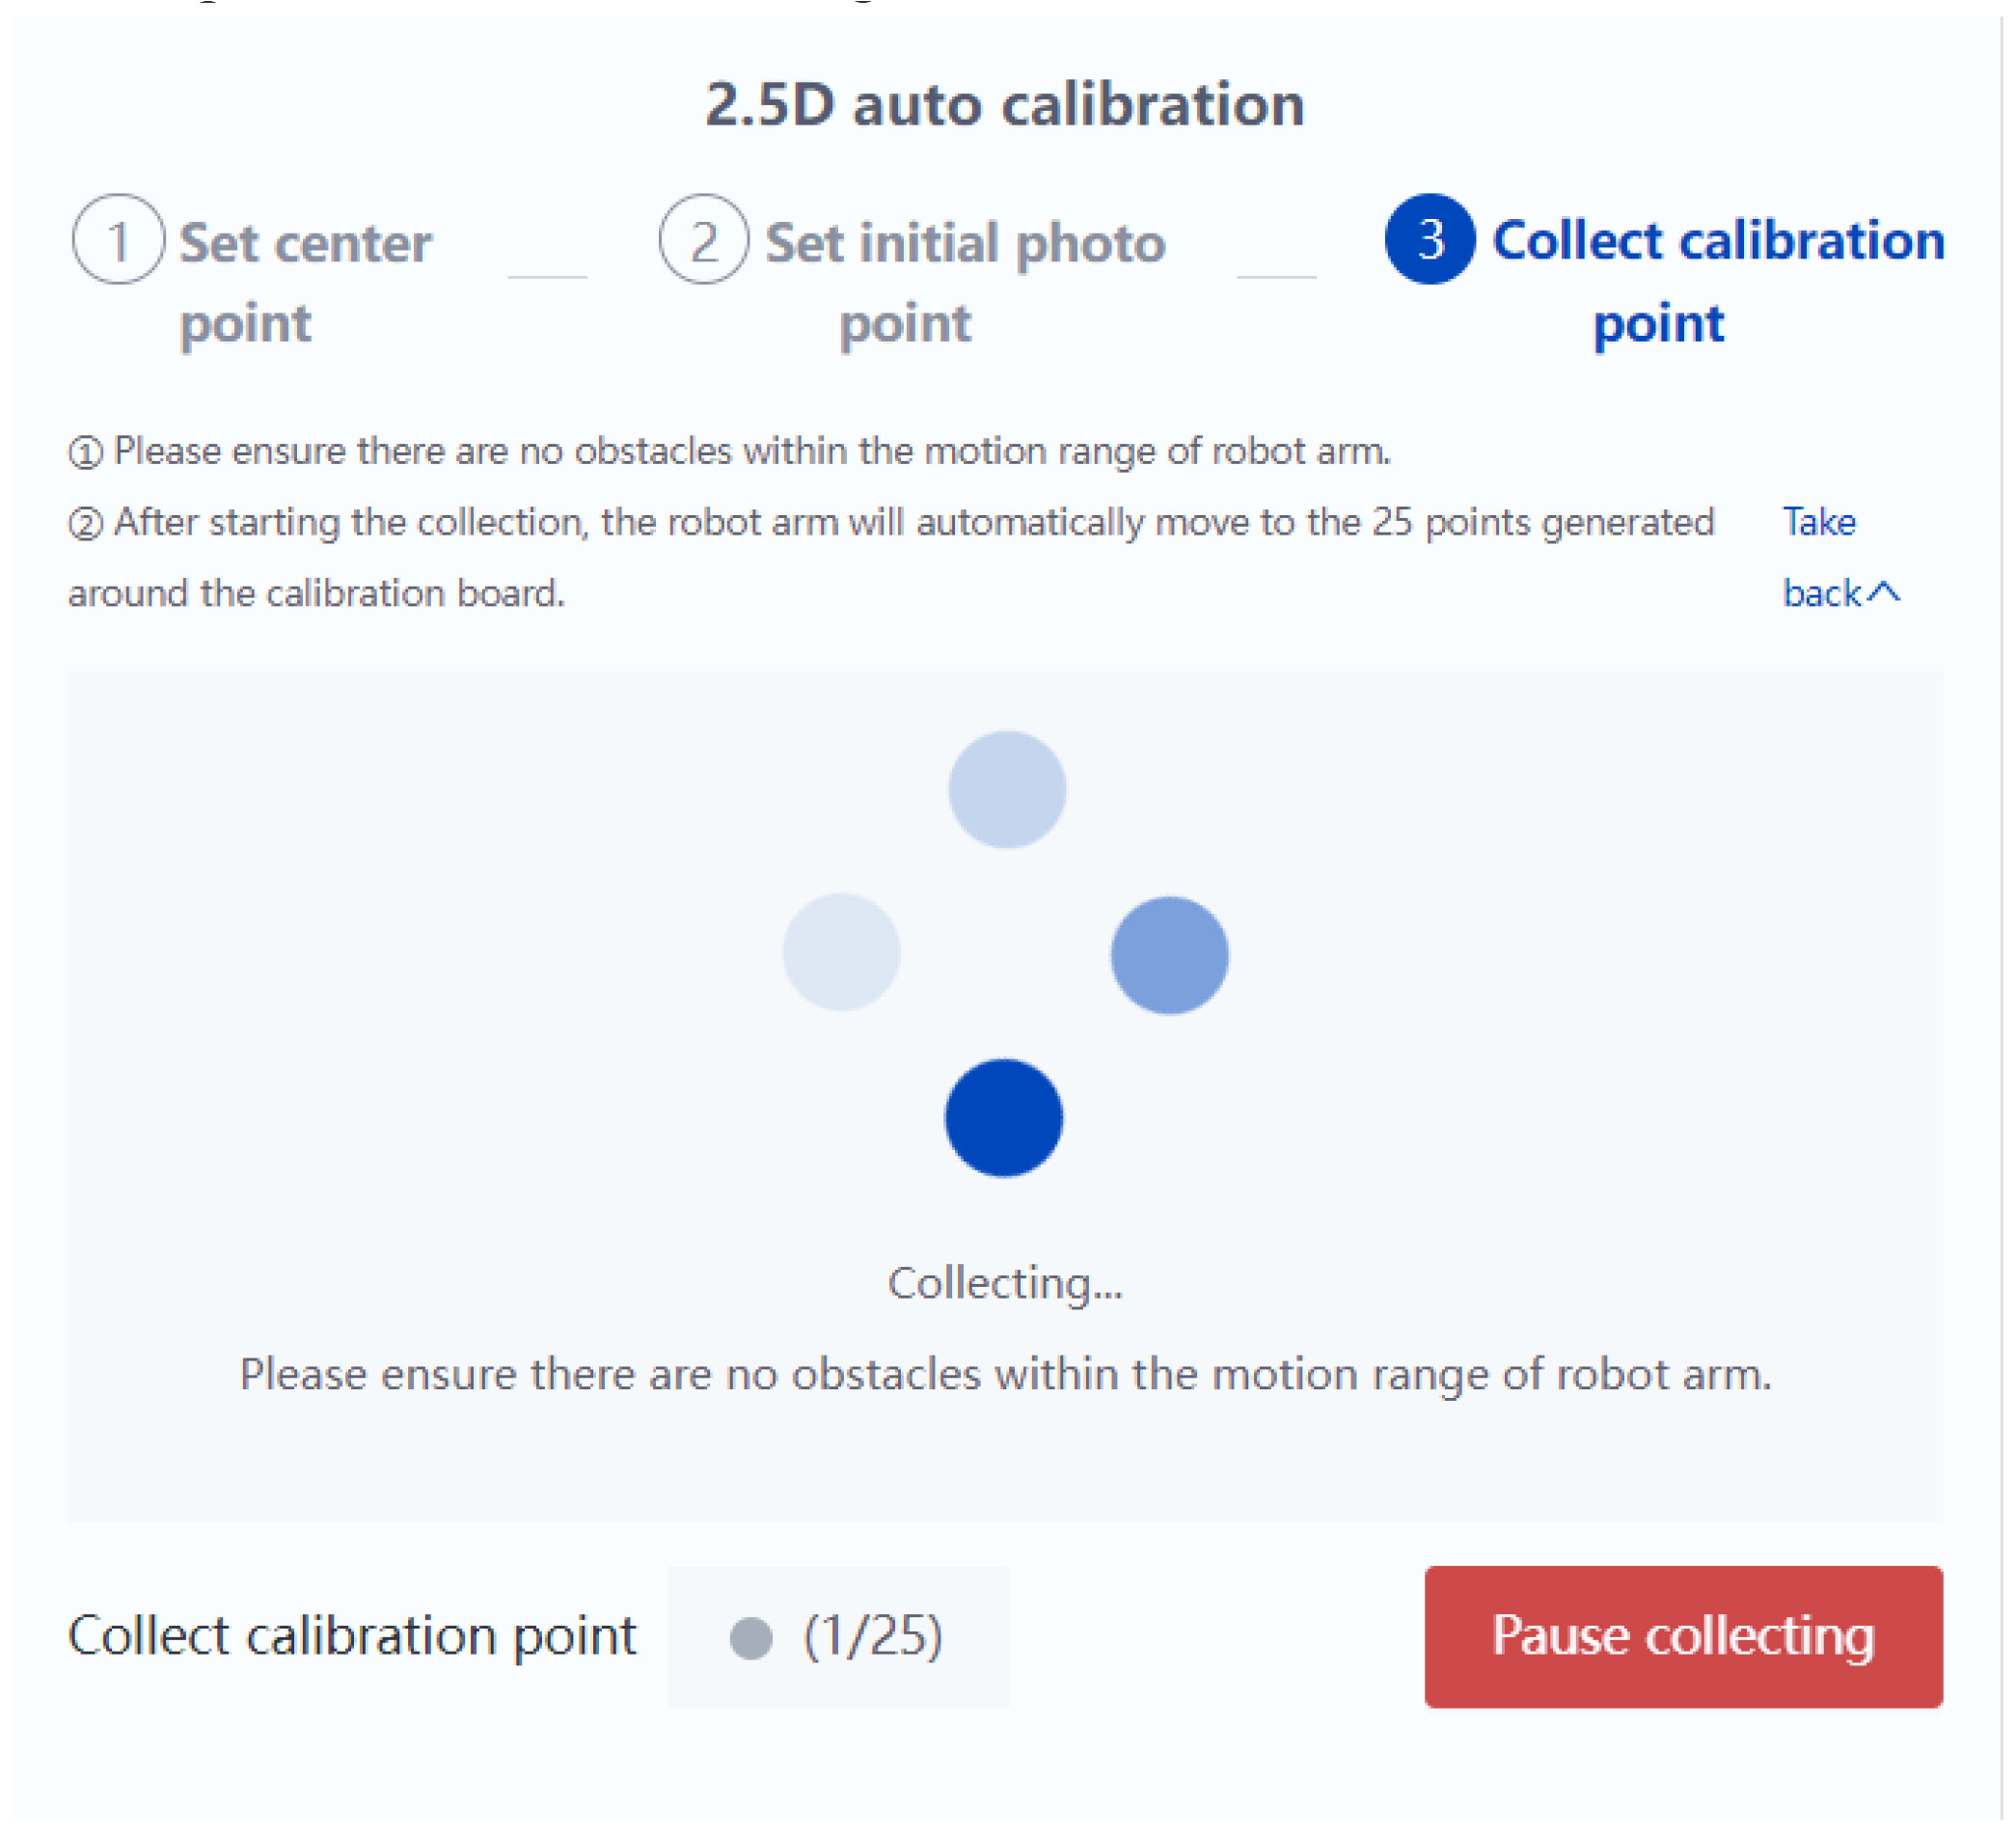 2.5D auto calibration
1 Set center point
2 Set initial photo point
3 Collect calibration point
① Please ensure there are no obstacles within the motion range of robot arm.
② After starting the collection, the robot arm will automatically move to the 25 points generated
around the calibration board.
Take
back
Collecting...
Please ensure there are no obstacles within the motion range of robot arm.
Collect calibration point
(1/25)
Pause collecting